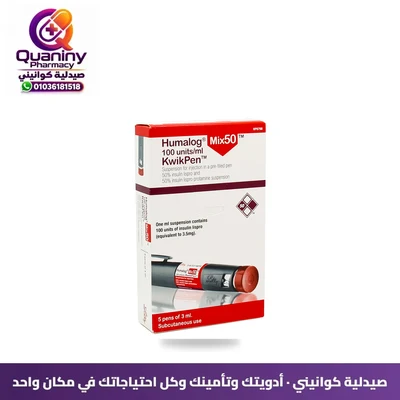 Quaniny
Pharmacy
صيدلية كوانيني
01036181518
Humalog® Mix50™
100 units/ml
KwikPen™
Suspension for injection in a pre-filled pen
50% insulin lispro and
50% insulin lispro protamine suspension
One ml suspension contains
100 units of insulin lispro
(equivalent to 3.5mg).
5 pens of 3 ml.
Subcutaneous use
صيدلية كوانيني - أدويتك وتأمينك وكل احتياجاتك في مكان واحد